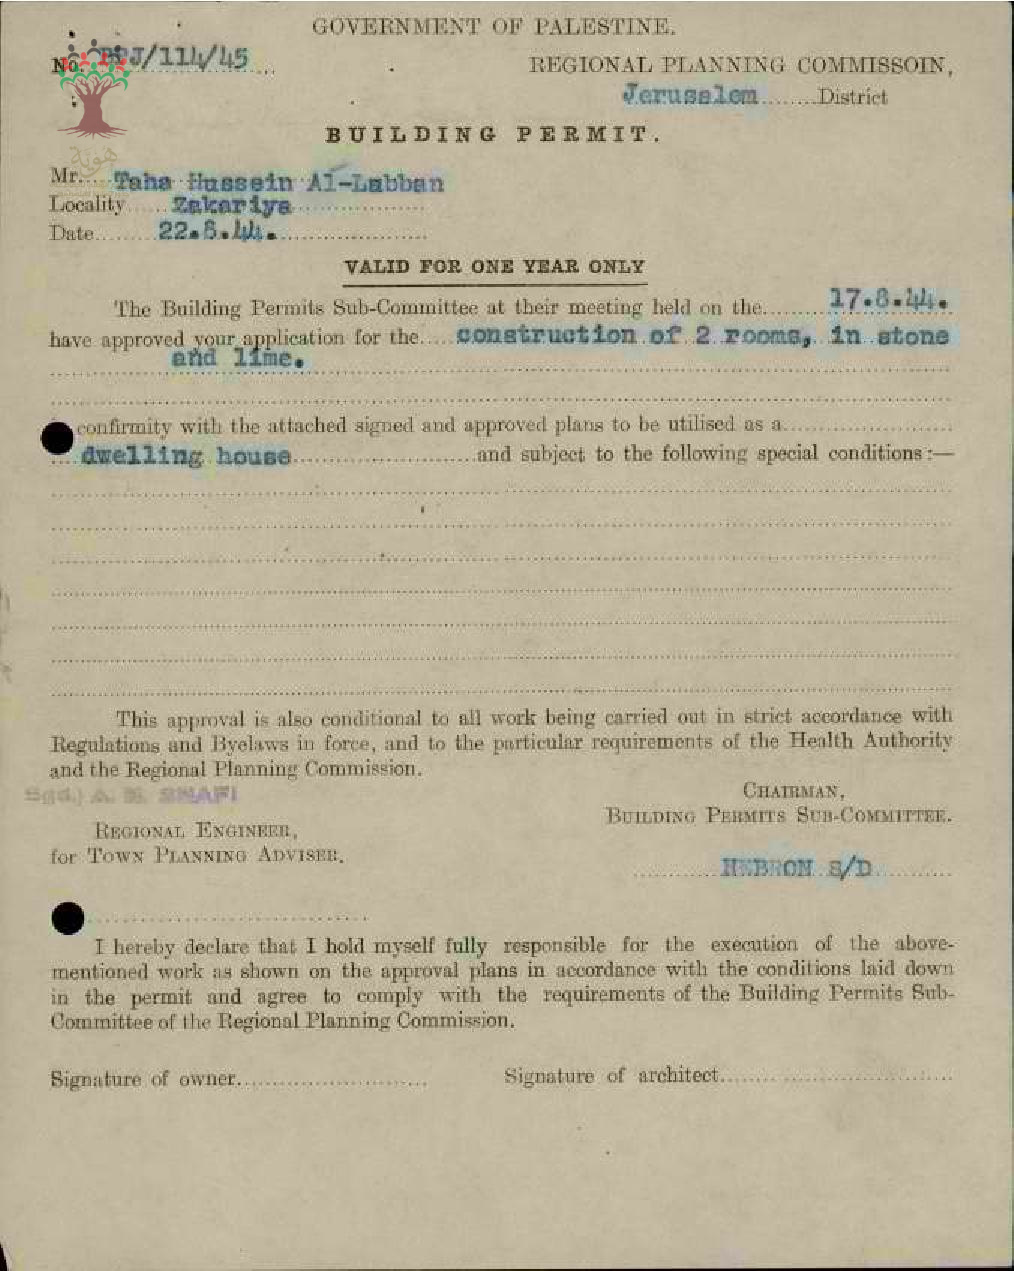 GOVERNMENT OF PALESTINE.
No. PPJ/114/45
REGIONAL PLANNING COMMISSOIN,
Jerusalem ........ District
BUILDING PERMIT.
هوية
Mr..... Taha Hussein Al-Labban
Locality...... Zakariya
Date......... 22.8.44.
VALID FOR ONE YEAR ONLY
The Building Permits Sub-Committee at their meeting held on the......... 17.8.44.
have approved your application for the..... construction of 2 rooms, in stone
and lime.
confirmity with the attached signed and approved plans to be utilised as a
.... dwelling house ........................and subject to the following special conditions:—
This approval is also conditional to all work being carried out in strict accordance with
Regulations and Byelaws in force, and to the particular requirements of the Health Authority
and the Regional Planning Commission.
Sgd.) A. SHAFI
CHAIRMAN,
BUILDING PERMITS SUB-COMMITTEE.
REGIONAL ENGINEER,
for TOWN PLANNING ADVISER.
HEBRON S/D
I hereby declare that I hold myself fully responsible for the execution of the above-
mentioned work as shown on the approval plans in accordance with the conditions laid down
in the permit and agree to comply with the requirements of the Building Permits Sub-
Committee of the Regional Planning Commission.
Signature of owner............................ Signature of architect..................................